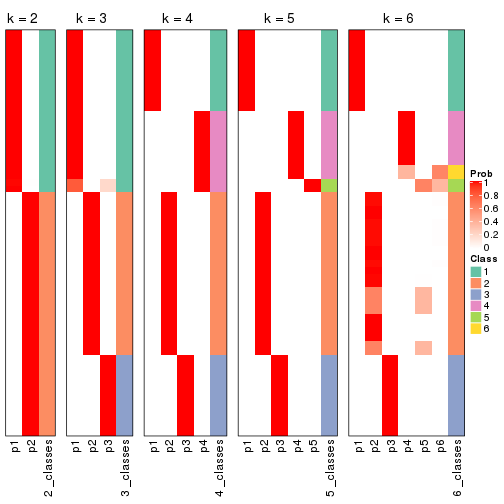 k = 2
k = 3
k = 4
k = 5
k = 6
Prob
1
0.8
0.6
0.4
0.2
0
Class
1
2
3
4
5
6
p1
p2
2_classes
p1
p2
p3
3_classes
p1
p2
p3
p4
4_classes
p1
p2
p3
p4
p5
5_classes
p1
p2
p3
p4
p5
p6
6_classes